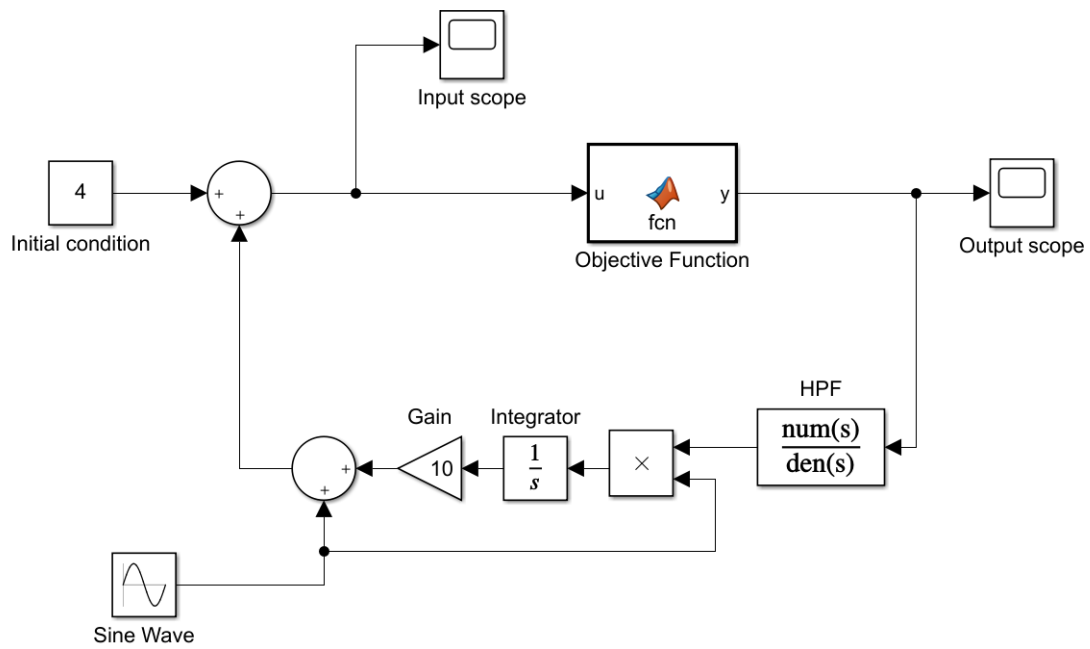 Input scope
4
+
+
Initial condition
u
fcn
y
Objective Function
Output scope
HPF
num(s)
den(s)
Gain
10
Integrator
1
s
×
+
+
Sine Wave